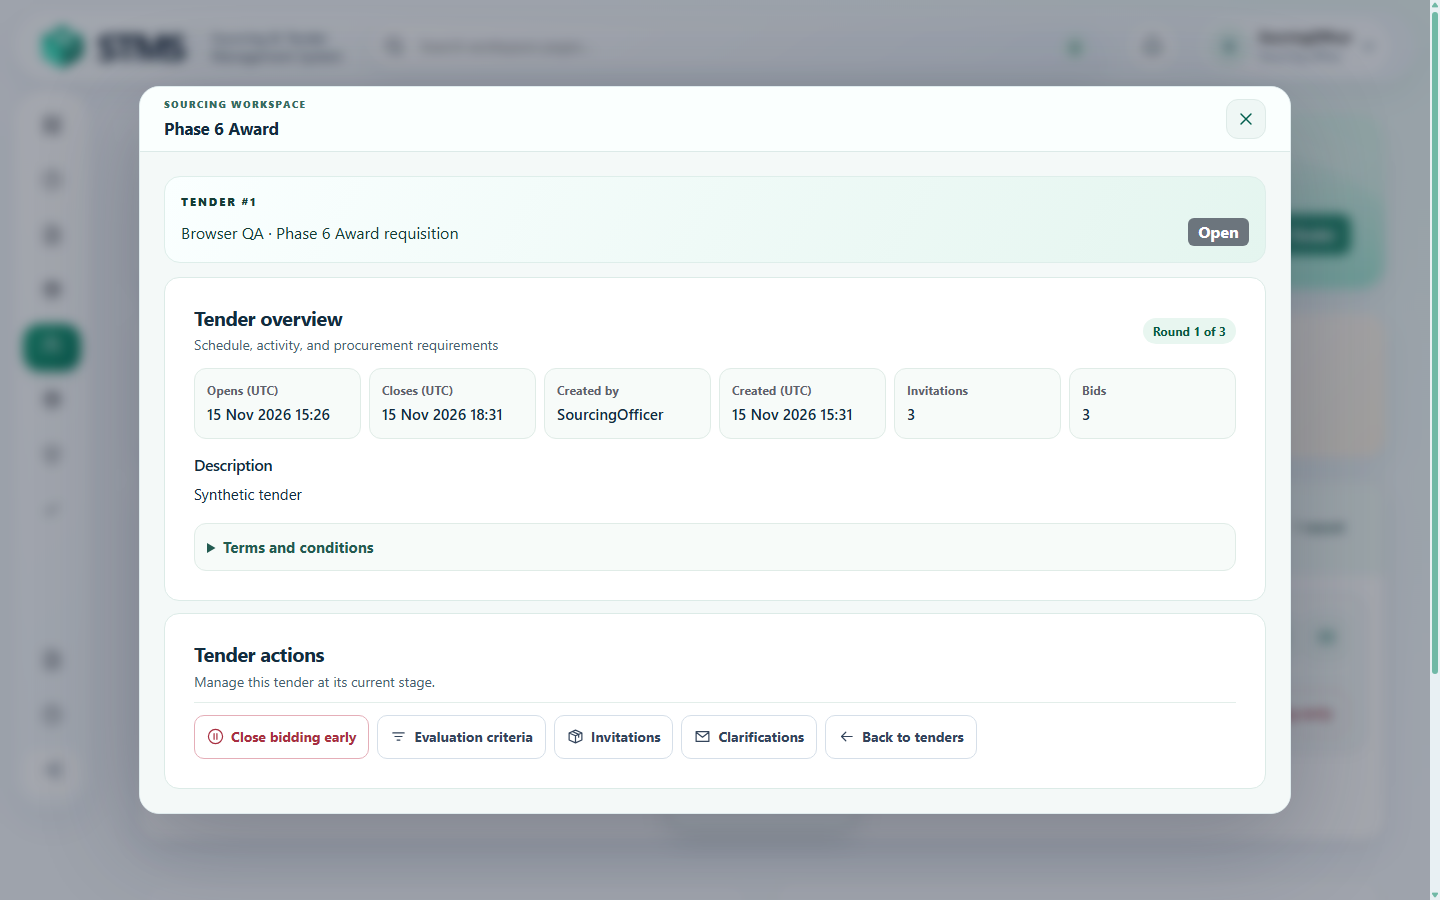 STMS
SOURCING WORKSPACE
Phase 6 Award
TENDER #1
Browser QA · Phase 6 Award requisition
Open
Tender overview
Schedule, activity, and procurement requirements
Round 1 of 3
Opens (UTC)
15 Nov 2026 15:26
Closes (UTC)
15 Nov 2026 18:31
Created by
SourcingOfficer
Created (UTC)
15 Nov 2026 15:31
Invitations
3
Bids
3
Description
Synthetic tender
Terms and conditions
Tender actions
Manage this tender at its current stage.
Close bidding early
Evaluation criteria
Invitations
Clarifications
Back to tenders